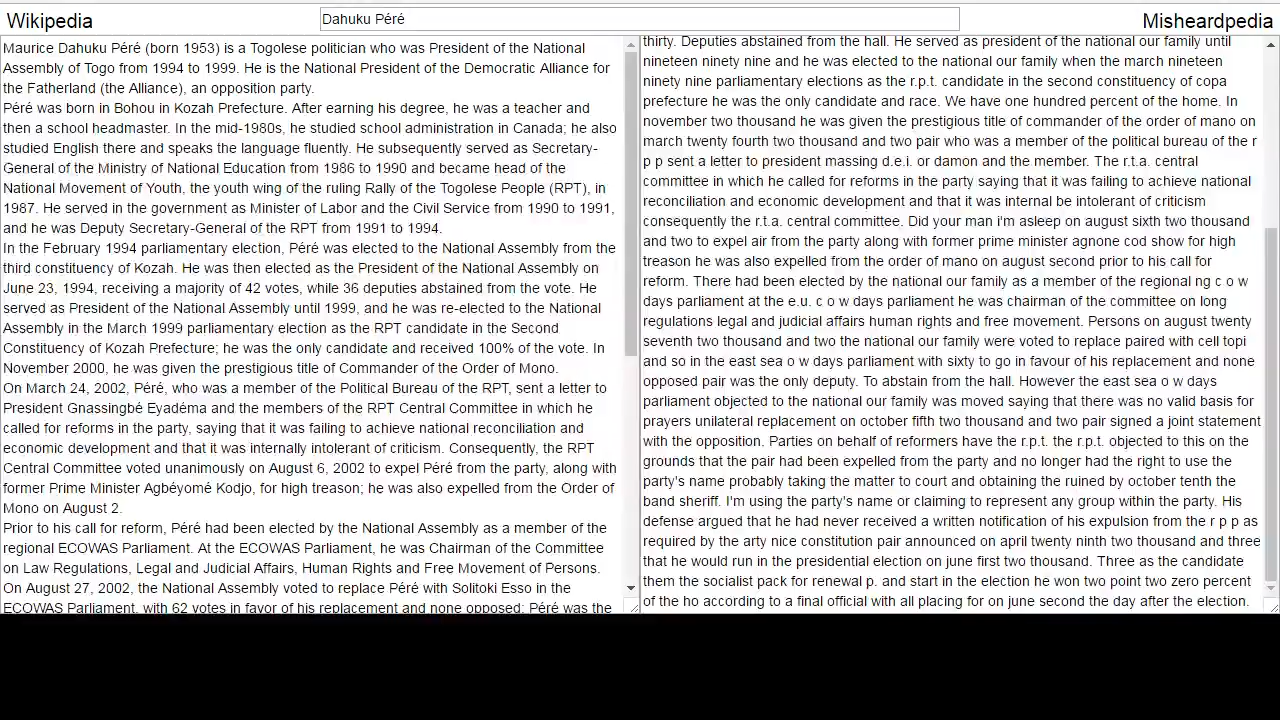 Wikipedia
Dahuku Péré
Misheardpedia
Maurice Dahuku Péré (born 1953) is a Togolese politician who was President of the National
Assembly of Togo from 1994 to 1999. He is the National President of the Democratic Alliance for
the Fatherland (the Alliance), an opposition party.
Péré was born in Bohou in Kozah Prefecture. After earning his degree, he was a teacher and
then a school headmaster. In the mid-1980s, he studied school administration in Canada; he also
studied English there and speaks the language fluently. He subsequently served as Secretary-
General of the Ministry of National Education from 1986 to 1990 and became head of the
National Movement of Youth, the youth wing of the ruling Rally of the Togolese People (RPT), in
1987. He served in the government as Minister of Labor and the Civil Service from 1990 to 1991,
and he was Deputy Secretary-General of the RPT from 1991 to 1994.
In the February 1994 parliamentary election, Péré was elected to the National Assembly from the
third constituency of Kozah. He was then elected as the President of the National Assembly on
June 23, 1994, receiving a majority of 42 votes, while 36 deputies abstained from the vote. He
served as President of the National Assembly until 1999, and he was re-elected to the National
Assembly in the March 1999 parliamentary election as the RPT candidate in the Second
Constituency of Kozah Prefecture; he was the only candidate and received 100% of the vote. In
November 2000, he was given the prestigious title of Commander of the Order of Mono.
On March 24, 2002, Péré, who was a member of the Political Bureau of the RPT, sent a letter to
President Gnassingbé Eyadéma and the members of the RPT Central Committee in which he
called for reforms in the party, saying that it was failing to achieve national reconciliation and
economic development and that it was internally intolerant of criticism. Consequently, the RPT
Central Committee voted unanimously on August 6, 2002 to expel Péré from the party, along with
former Prime Minister Agbéyomé Kodjo, for high treason; he was also expelled from the Order of
Mono on August 2.
Prior to his call for reform, Péré had been elected by the National Assembly as a member of the
regional ECOWAS Parliament. At the ECOWAS Parliament, he was Chairman of the Committee
on Law Regulations, Legal and Judicial Affairs, Human Rights and Free Movement of Persons.
On August 27, 2002, the National Assembly voted to replace Péré with Solitoki Esso in the
ECOWAS Parliament, with 62 votes in favor of his replacement and none opposed; Péré was the
thirty. Deputies abstained from the hall. He served as president of the national our family until
nineteen ninety nine and he was elected to the national our family when the march nineteen
ninety nine parliamentary elections as the r.p.t. candidate in the second constituency of copa
prefecture he was the only candidate and race. We have one hundred percent of the home. In
november two thousand he was given the prestigious title of commander of the order of mano on
march twenty fourth two thousand and two pair who was a member of the political bureau of the r
p p sent a letter to president massing d.e.i. or damon and the member. The r.t.a. central
committee in which he called for reforms in the party saying that it was failing to achieve national
reconciliation and economic development and that it was internal be intolerant of criticism
consequently the r.t.a. central committee. Did your man i'm asleep on august sixth two thousand
and two to expel air from the party along with former prime minister agnone cod show for high
treason he was also expelled from the order of mano on august second prior to his call for
reform. There had been elected by the national our family as a member of the regional ng c o w
days parliament at the e.u. c o w days parliament he was chairman of the committee on long
regulations legal and judicial affairs human rights and free movement. Persons on august twenty
seventh two thousand and two the national our family were voted to replace paired with cell topi
and so in the east sea o w days parliament with sixty to go in favour of his replacement and none
opposed pair was the only deputy. To abstain from the hall. However the east sea o w days
parliament objected to the national our family was moved saying that there was no valid basis for
prayers unilateral replacement on october fifth two thousand and two pair signed a joint statement
with the opposition. Parties on behalf of reformers have the r.p.t. the r.p.t. objected to this on the
grounds that the pair had been expelled from the party and no longer had the right to use the
party's name probably taking the matter to court and obtaining the ruined by october tenth the
band sheriff. I'm using the party's name or claiming to represent any group within the party. His
defense argued that he had never received a written notification of his expulsion from the r p p as
required by the arty nice constitution pair announced on april twenty ninth two thousand and three
that he would run in the presidential election on june first two thousand. Three as the candidate
them the socialist pack for renewal p. and start in the election he won two point two zero percent
of the ho according to a final official with all placing for on june second the day after the election.